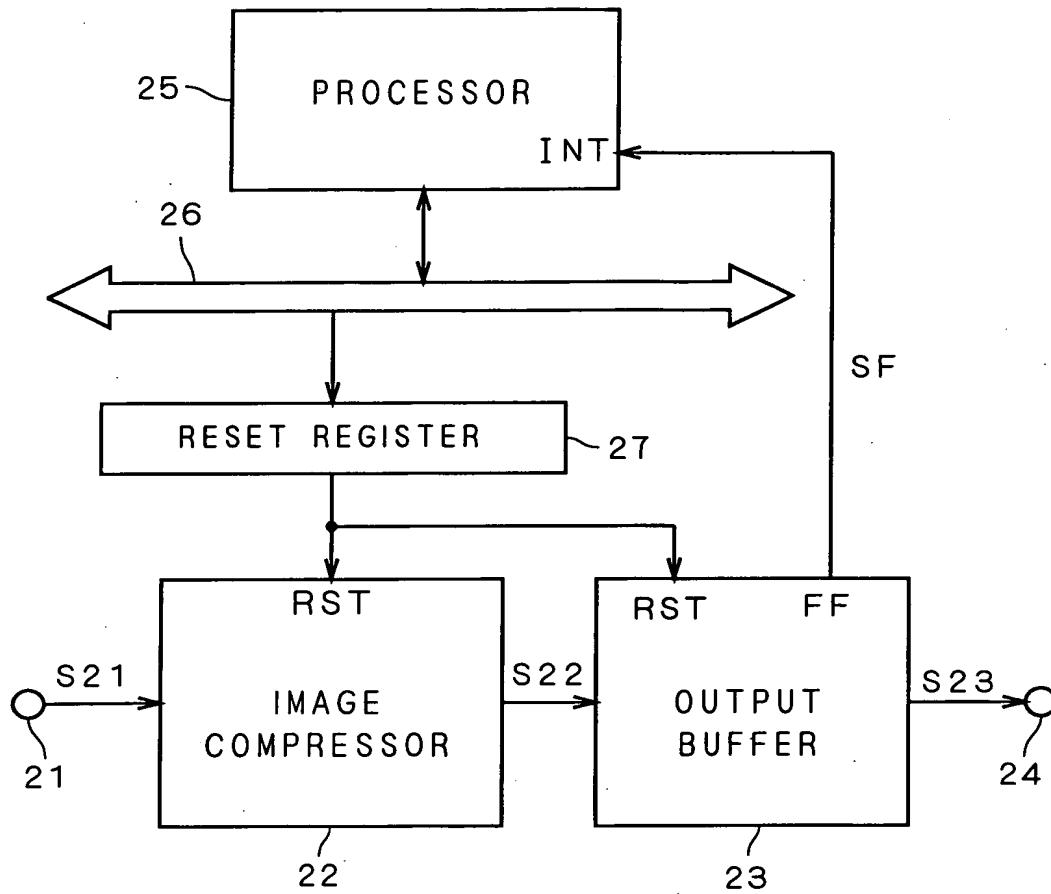 25
PROCESSOR
INT
26
SF
RESET REGISTER
27
RST
RST
FF
S21
IMAGE
COMPRESSOR
S22
OUTPUT
BUFFER
S23
21
24
22
23